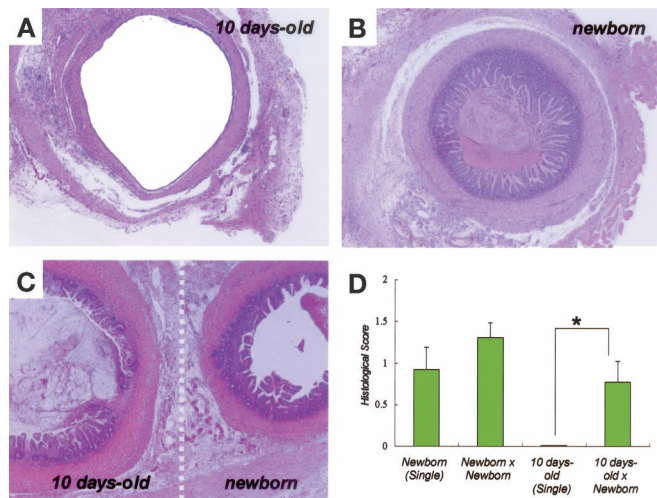 A
10 days-old
B
newborn
C
10 days-old
newborn
D
Histological Score
2
1.5
1
0.5
0
*
Newborn
(Single)
Newborn x
Newborn
10 days-
old (Single)
10 days-
old x
Newborn